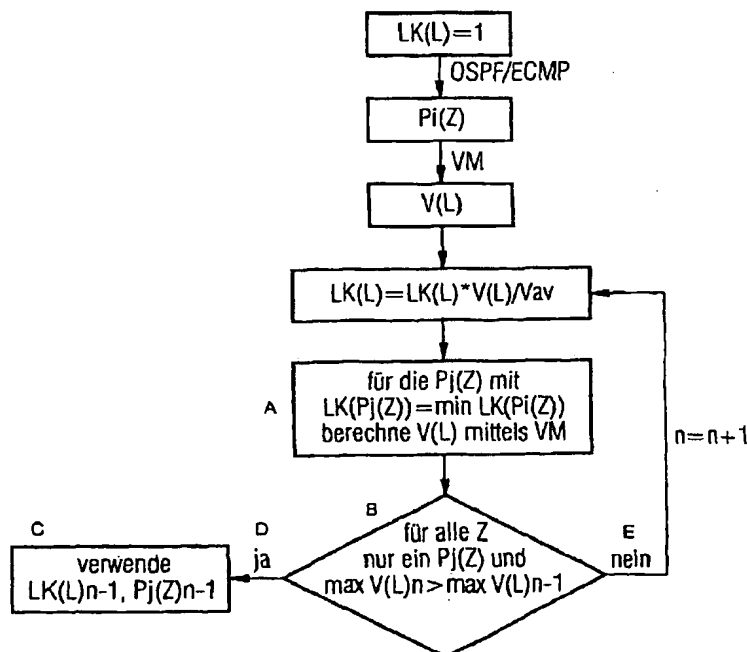 LK(L)=1
OSPF/ECMP
Pi(Z)
VM
V(L)
LK(L)=LK(L)*V(L)/Vav
A
für die Pj(Z) mit
LK(Pj(Z))=min LK(Pi(Z))
berechne V(L) mittels VM
n=n+1
B
für alle Z
nur ein Pj(Z) und
max V(L)n>max V(L)n-1
C
D
ja
E
nein
verwende
LK(L)n-1, Pj(Z)n-1